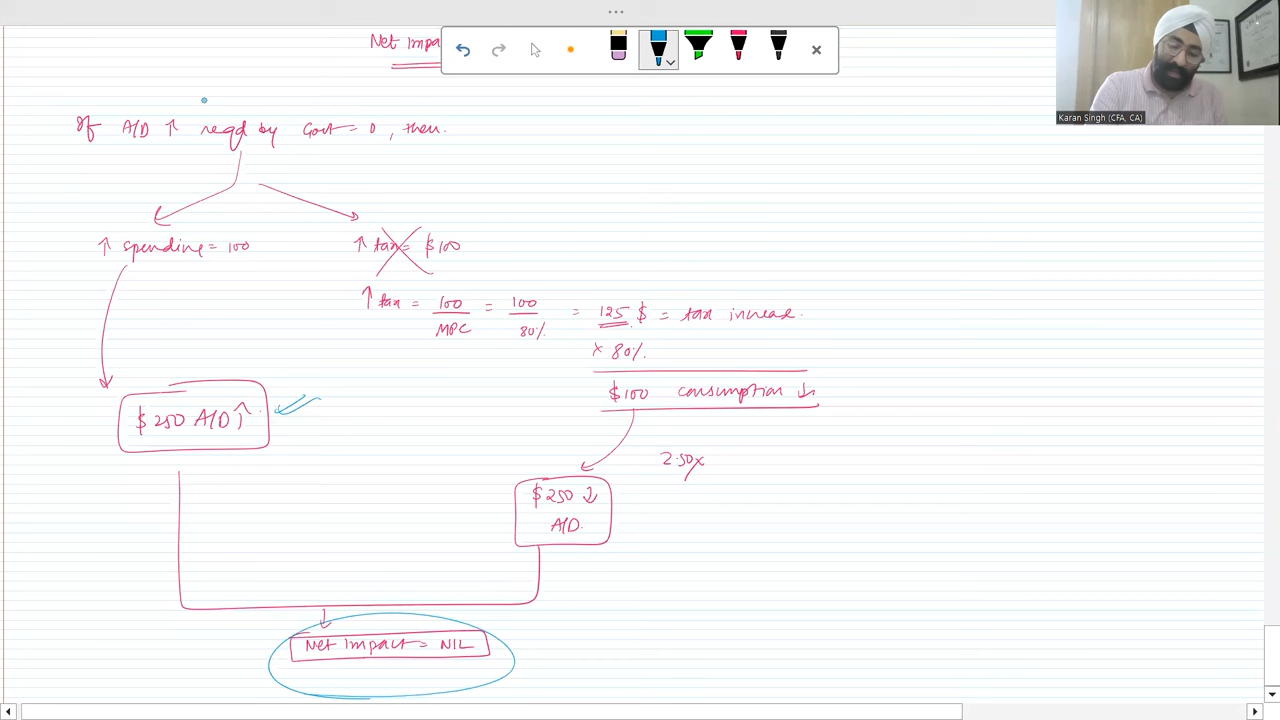 Net Impa
Karan Singh (CFA, CA)
If A/D ↑ reqd by Govt = 0, then.
↑ spending = 100
↑ tax = $100
↑ tax = 100/MPC = 100/80% = 125 $ = tax increase.
x 80%
$100 consumption ↓
$250 A/D ↑
2.50x
$250 ↓
A/D.
Net impact = NIL